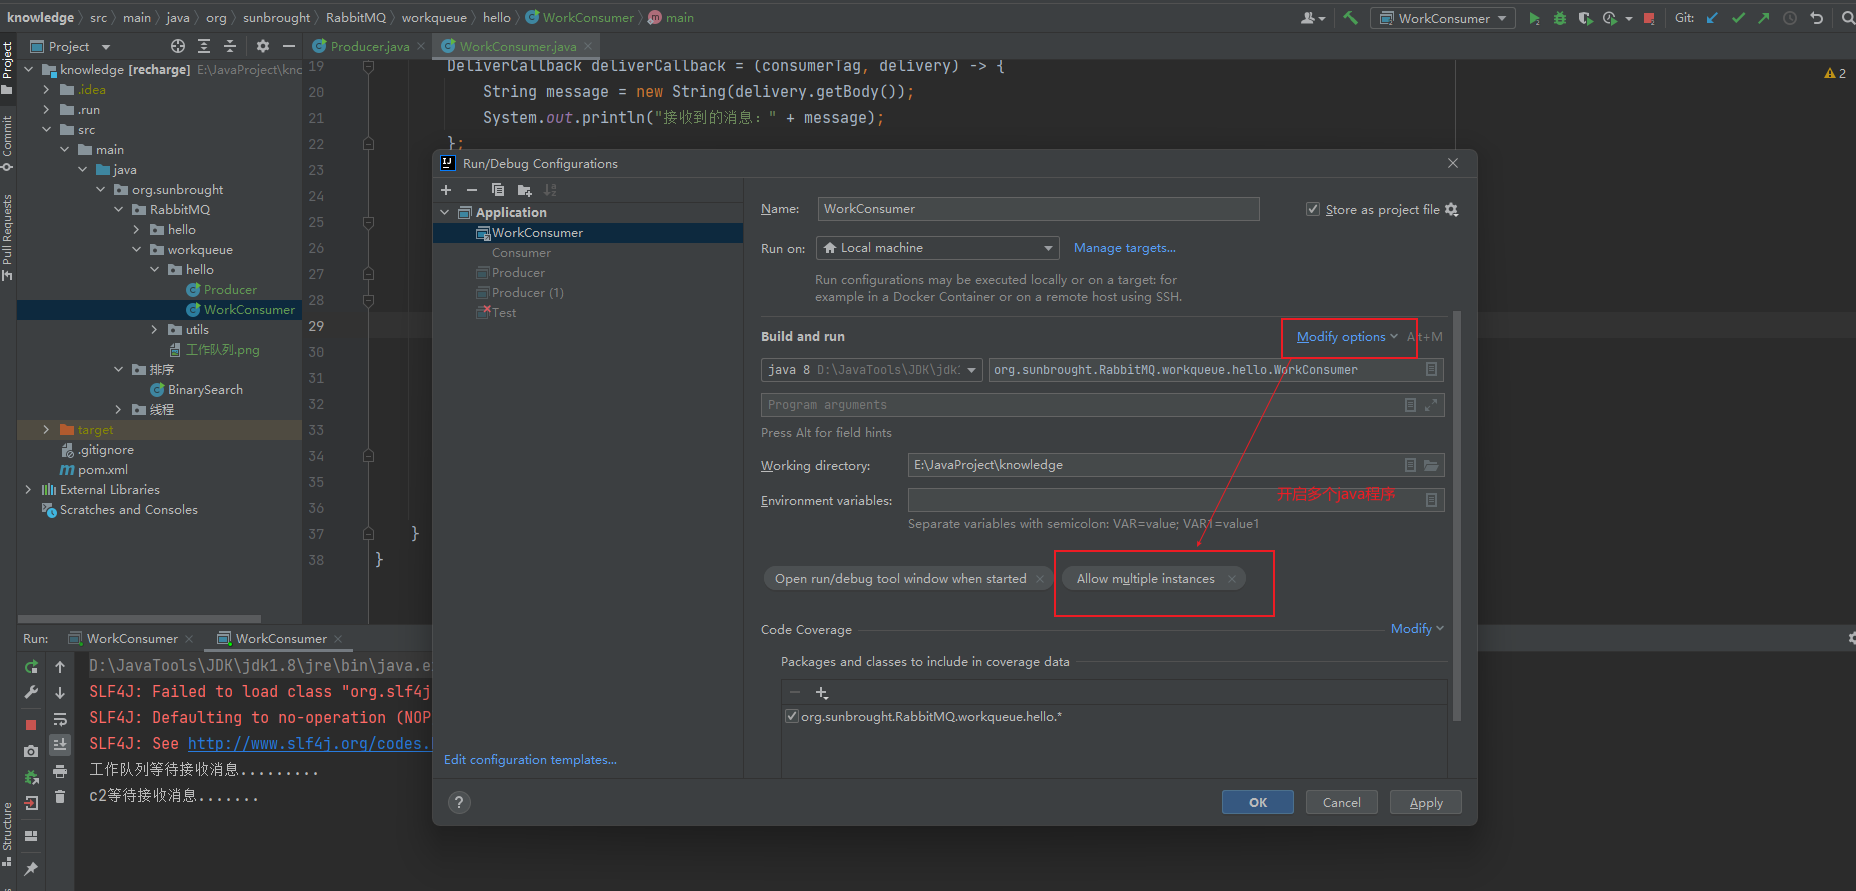 knowledge src main java org sunbrought RabbitMQ workqueue hello WorkConsumer main
WorkConsumer Git:
Project
Producer.java WorkConsumer.java
knowledge [recharge] E:\JavaProject\kno
.idea
.run
src
main
java
org.sunbrought
RabbitMQ
hello
workqueue
hello
Producer
WorkConsumer
utils
工作队列.png
排序
BinarySearch
线程
target
.gitignore
pom.xml
External Libraries
Scratches and Consoles
Project
Commit
Pull Requests
Structure
19 DeliverCallback deliverCallback = (consumerTag, delivery) -> {
20 String message = new String(delivery.getBody());
21 System.out.println("接收到的消息：" + message);
22 };
23
24
25
26
27
28
29
30
31
32
33
34
35
36
37 }
38 }
2
Run/Debug Configurations
Application
WorkConsumer
Consumer
Producer
Producer (1)
Test
Edit configuration templates...
Name: WorkConsumer Store as project file
Run on: Local machine Manage targets...
Run configurations may be executed locally or on a target: for
example in a Docker Container or on a remote host using SSH.
Build and run Modify options Alt+M
java 8 D:\JavaTools\JDK\jdk1 org.sunbrought.RabbitMQ.workqueue.hello.WorkConsumer
Program arguments
Press Alt for field hints
Working directory: E:\JavaProject\knowledge
Environment variables:
开启多个java程序
Separate variables with semicolon: VAR=value; VAR1=value1
Open run/debug tool window when started Allow multiple instances
Code Coverage Modify
Packages and classes to include in coverage data
org.sunbrought.RabbitMQ.workqueue.hello.*
? OK Cancel Apply
Run: WorkConsumer WorkConsumer
D:\JavaTools\JDK\jdk1.8\jre\bin\java.e
SLF4J: Failed to load class "org.slf4j
SLF4J: Defaulting to no-operation (NOP
SLF4J: See http://www.slf4j.org/codes.
工作队列等待接收消息.........
c2等待接收消息.......